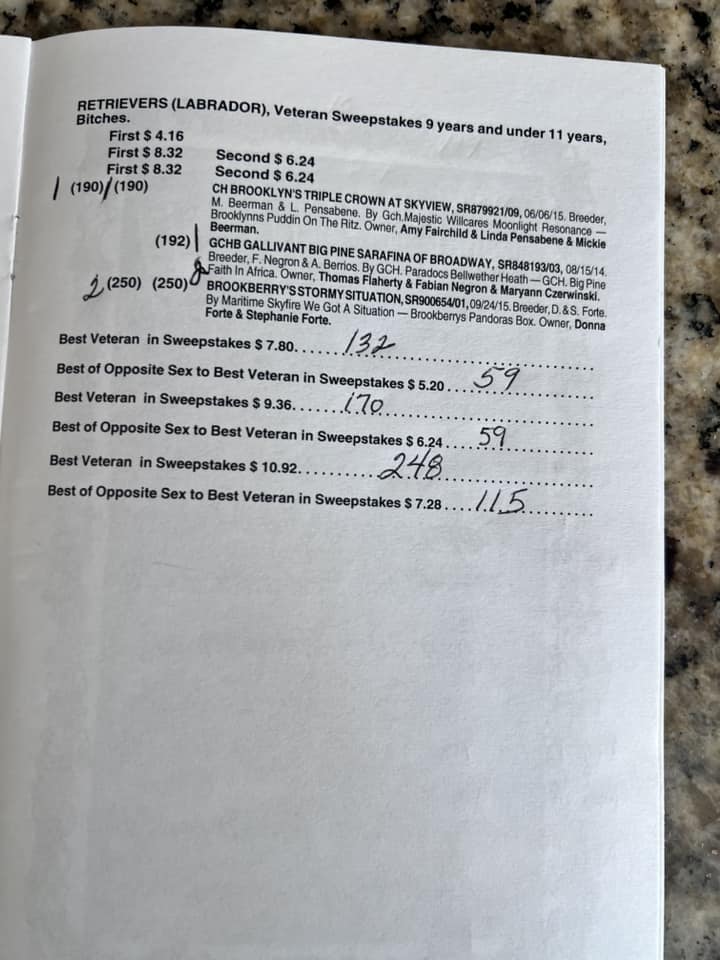 RETRIEVERS (LABRADOR), Veteran Sweepstakes 9 years and under 11 years,
Bitches.
First $ 4.16
First $ 8.32 Second $ 6.24
First $ 8.32 Second $ 6.24
1 (190)/(190) CH BROOKLYN'S TRIPLE CROWN AT SKYVIEW, SR879921/09, 06/06/15. Breeder,
M. Beerman & L. Pensabene. By Gch.Majestic Willcares Moonlight Resonance —
Brooklynns Puddin On The Ritz. Owner, Amy Fairchild & Linda Pensabene & Mickie
Beerman.
(192) 1 GCHB GALLIVANT BIG PINE SARAFINA OF BROADWAY, SR848193/03, 08/15/14.
Breeder, F. Negron & A. Berrios. By GCH. Paradocs Bellwether Heath — GCH. Big Pine
Faith In Africa. Owner, Thomas Flaherty & Fabian Negron & Maryann Czerwinski.
2 (250) (250) 2 BROOKBERRY'S STORMY SITUATION, SR900654/01, 09/24/15. Breeder, D. & S. Forte.
By Maritime Skyfire We Got A Situation — Brookberrys Pandoras Box. Owner, Donna
Forte & Stephanie Forte.
Best Veteran in Sweepstakes $ 7.80. . . . . . 132
Best of Opposite Sex to Best Veteran in Sweepstakes $ 5.20 . . . 59
Best Veteran in Sweepstakes $ 9.36. . . . . . 170
Best of Opposite Sex to Best Veteran in Sweepstakes $ 6.24 . . . . 59
Best Veteran in Sweepstakes $ 10.92. . . . . . . . . 248
Best of Opposite Sex to Best Veteran in Sweepstakes $ 7.28 . . . . 115